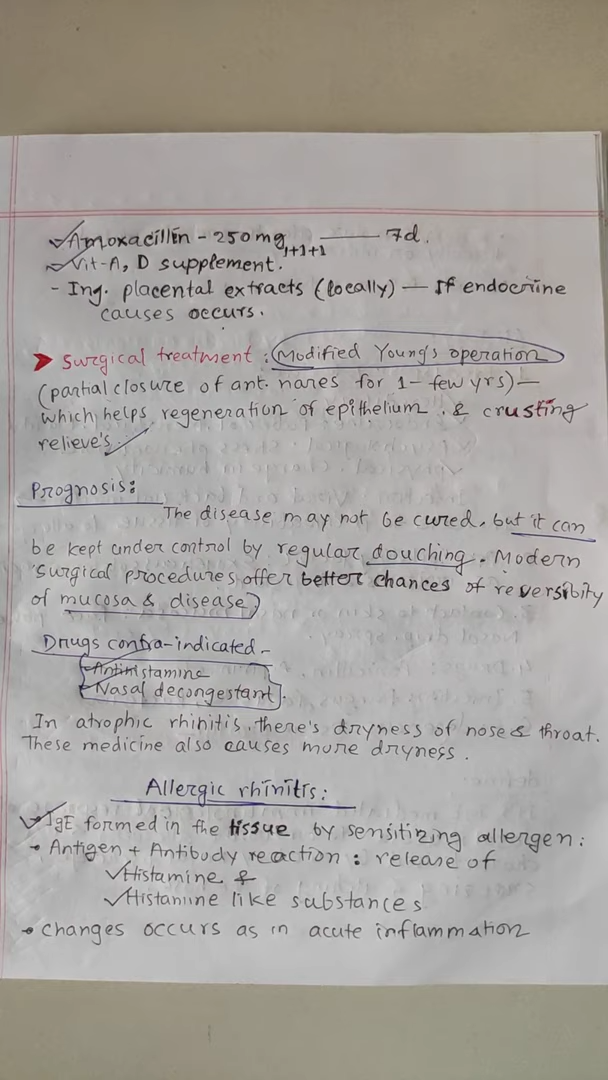 Amoxacillin - 250 mg 1+1+1 —— 7d.
Vit-A, D supplement.
- Ing. placental extracts (locally) — If endocrine
causes occurs.
Surgical treatment : Modified Young's operation
(partial closure of ant. nares for 1- few yrs) —
which helps regeneration of epithelium . & crusting
relieve's.
Prognosis:
The disease may not be cured, but it can
be kept under control by regular douching. Modern
surgical procedures offer better chances of reversibity
of mucosa & disease)
Drugs contra-indicated -
Antihistamine
Nasal decongestant.
In atrophic rhinitis, there's dryness of nose & throat.
These medicine also causes more dryness.
Allergic rhinitis:
IgE formed in the tissue by sensitizing allergen:
• Antigen + Antibody reaction : release of
Histamine &
Histamine like substances
• changes occurs as in acute inflammation